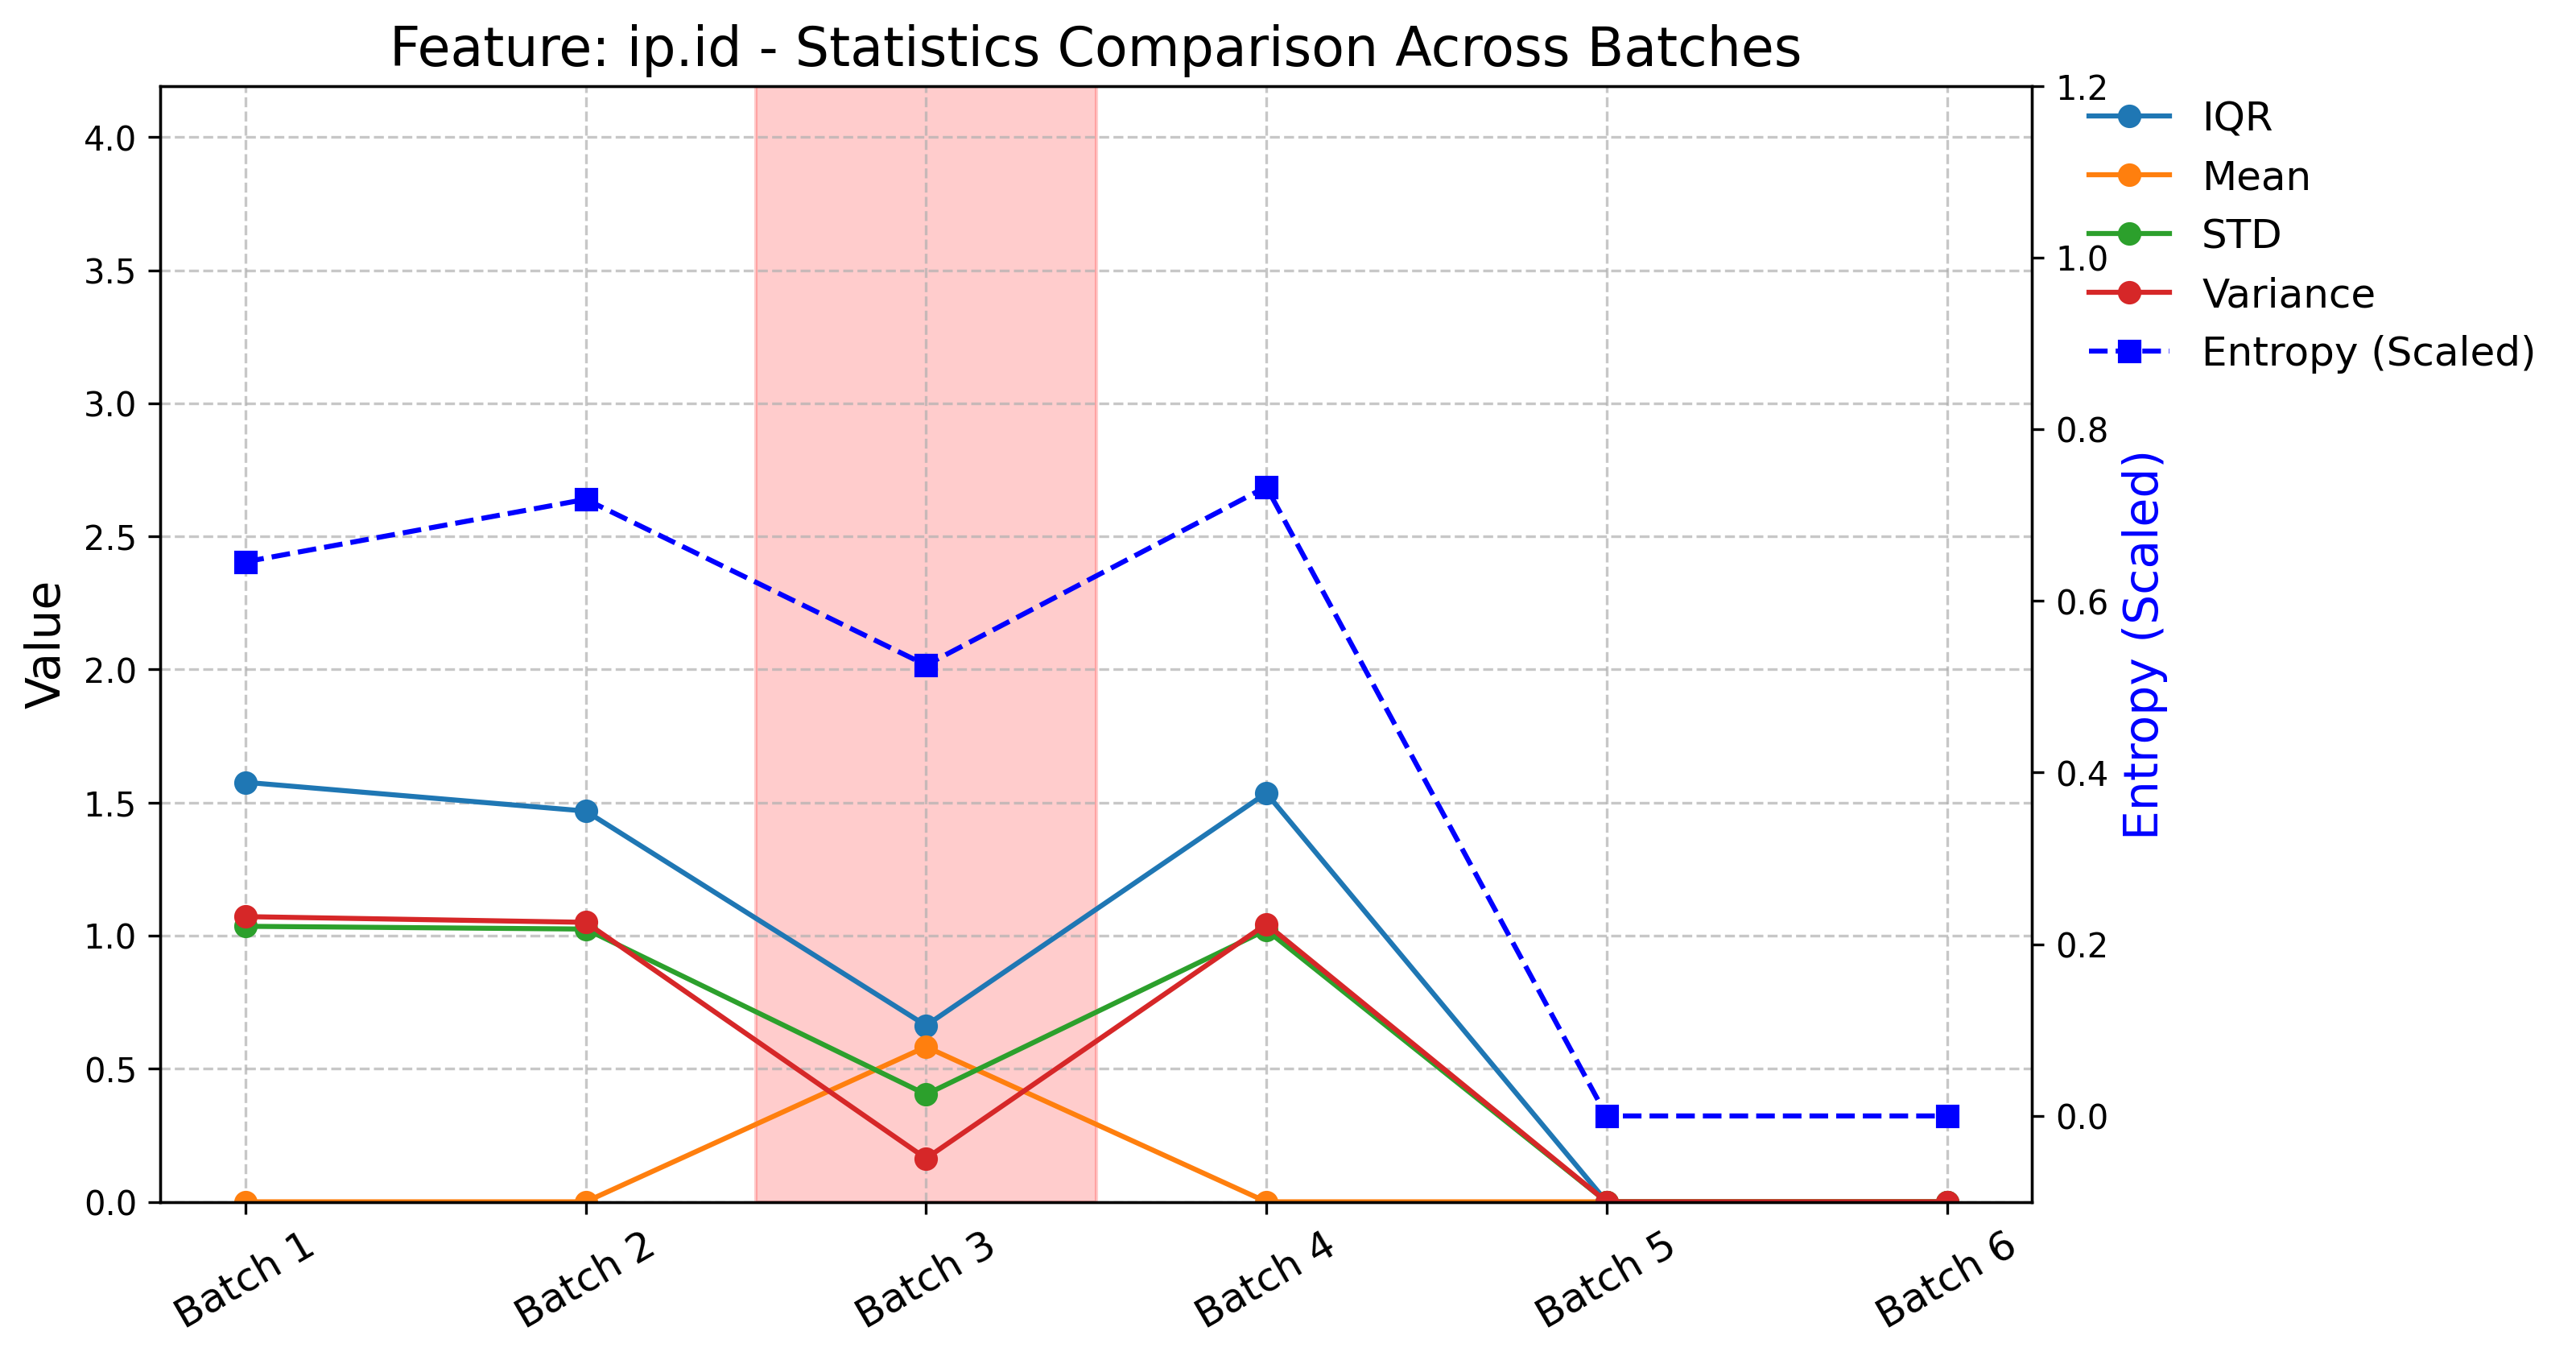 Feature: ip.id - Statistics Comparison Across Batches
Value
4.0
3.5
3.0
2.5
2.0
1.5
1.0
0.5
0.0
Batch 1
Batch 2
Batch 3
Batch 4
Batch 5
Batch 6
1.2
1.0
0.8
0.6
0.4
0.2
0.0
Entropy (Scaled)
IQR
Mean
STD
Variance
Entropy (Scaled)